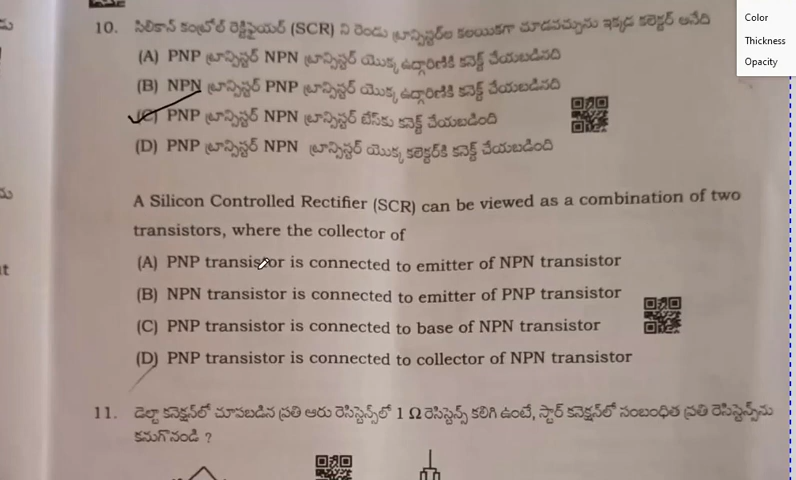 Color
Thickness
Opacity
10. సిలికాన్ కంట్రోల్ రెక్టిఫైయర్ (SCR) ని రెండు ట్రాన్సిస్టర్‌ల కలయికగా చూడవచ్చును ఇక్కడ కలెక్టర్ అనేది
(A) PNP ట్రాన్సిస్టర్ NPN ట్రాన్సిస్టర్ యొక్క ఉద్గారిణికి కనెక్ట్ చేయబడినది
(B) NPN ట్రాన్సిస్టర్ PNP ట్రాన్సిస్టర్ యొక్క ఉద్గారిణికి కనెక్ట్ చేయబడినది
(C) PNP ట్రాన్సిస్టర్ NPN ట్రాన్సిస్టర్ బేస్‌కు కనెక్ట్ చేయబడింది
(D) PNP ట్రాన్సిస్టర్ NPN ట్రాన్సిస్టర్ యొక్క కలెక్టర్‌కి కనెక్ట్ చేయబడింది
A Silicon Controlled Rectifier (SCR) can be viewed as a combination of two
transistors, where the collector of
(A) PNP transistor is connected to emitter of NPN transistor
(B) NPN transistor is connected to emitter of PNP transistor
(C) PNP transistor is connected to base of NPN transistor
(D) PNP transistor is connected to collector of NPN transistor
11. డెల్టా కనెక్షన్‌లో చూపబడిన ప్రతి ఆరు రెసిస్టెన్స్‌లో 1 Ω రెసిస్టెన్స్ కలిగి ఉంటే, స్టార్ కనెక్షన్‌లో సంబంధిత ప్రతి రెసిస్టెన్స్‌ను
కనుగొనండి ?